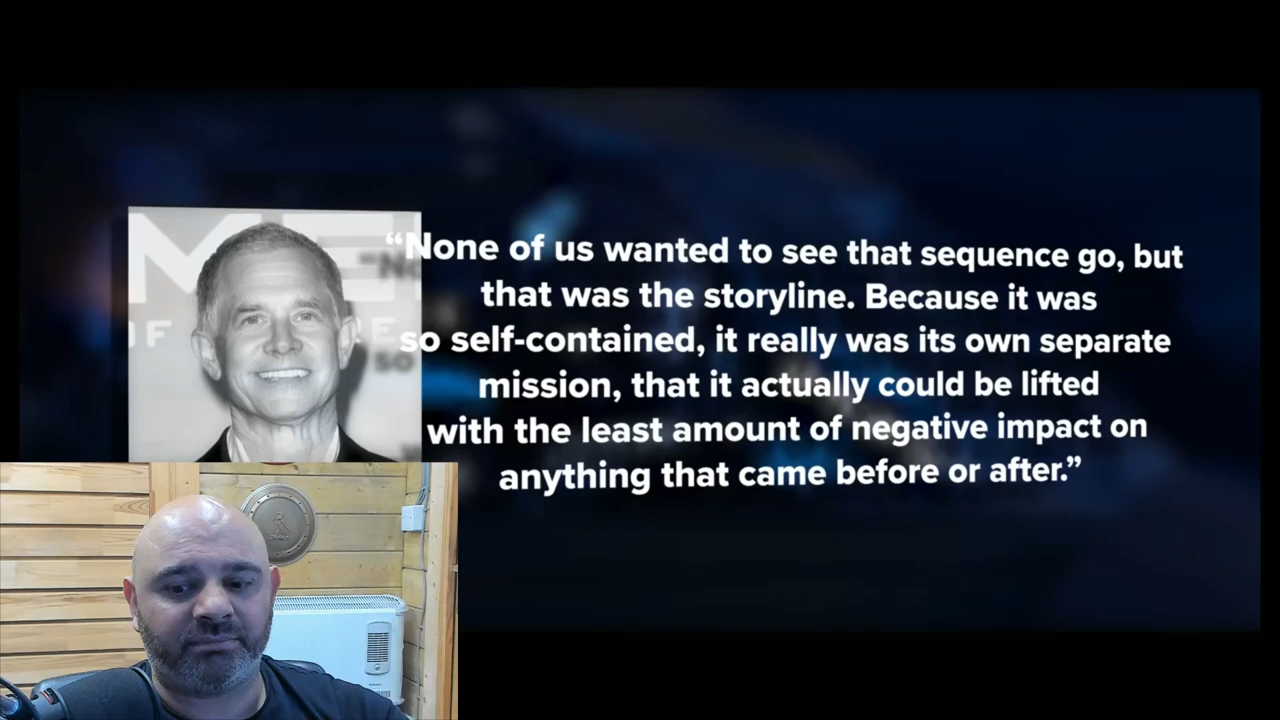 “None of us wanted to see that sequence go, but
that was the storyline. Because it was
so self-contained, it really was its own separate
mission, that it actually could be lifted
with the least amount of negative impact on
anything that came before or after.”